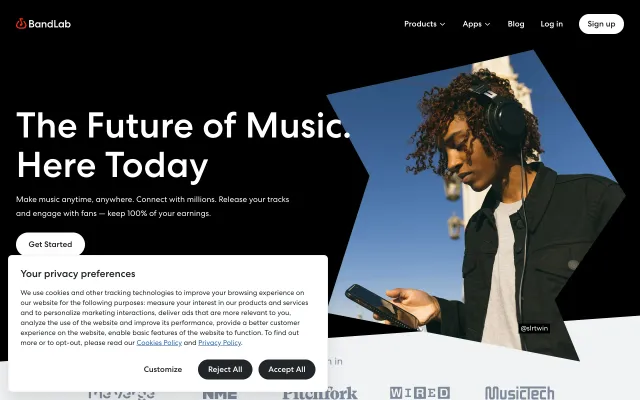 BandLab
Products
Apps
Blog
Log in
Sign up
The Future of Music.
Here Today
Make music anytime, anywhere. Connect with millions. Release your tracks
and engage with fans — keep 100% of your earnings.
Get Started
@slrtwin
Your privacy preferences
We use cookies and other tracking technologies to improve your browsing experience on
our website for the following purposes: measure your interest in our products and services
and to personalize marketing interactions, deliver ads that are more relevant to you,
analyze the use of the website and improve its performance, provide a better customer
experience on the website, enable basic features of the website to function. To find out
more or to opt-out, please read our Cookies Policy and Privacy Policy.
Customize
Reject All
Accept All
in
NME
Pitchfork
WIRED
MusicTech